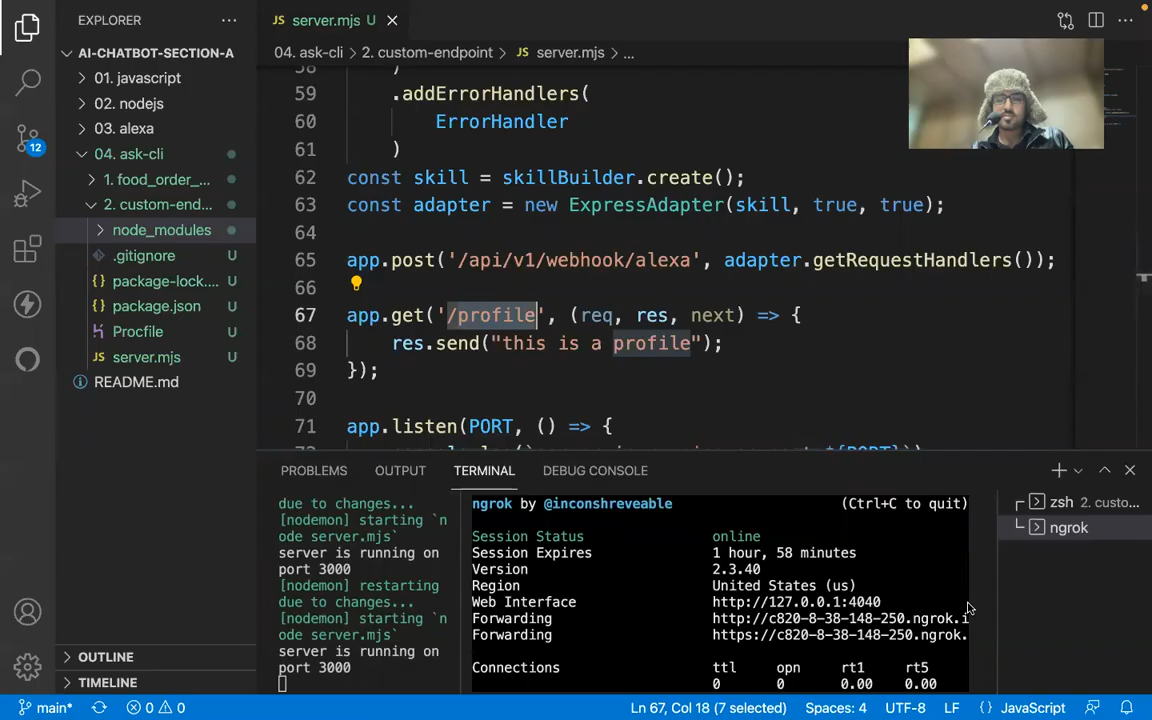 EXPLORER
AI-CHATBOT-SECTION-A
01. javascript
02. nodejs
03. alexa
04. ask-cli
1. food_order_...
2. custom-end...
node_modules
.gitignore U
package-lock.... U
package.json U
Procfile U
server.mjs U
README.md
OUTLINE
TIMELINE
JS server.mjs U
04. ask-cli > 2. custom-endpoint > JS server.mjs > ...
59 .addErrorHandlers(
60 ErrorHandler
61 )
62 const skill = skillBuilder.create();
63 const adapter = new ExpressAdapter(skill, true, true);
64
65 app.post('/api/v1/webhook/alexa', adapter.getRequestHandlers());
66
67 app.get('/profile', (req, res, next) => {
68 res.send("this is a profile");
69 });
70
71 app.listen(PORT, () => {
PROBLEMS OUTPUT TERMINAL DEBUG CONSOLE
due to changes...
[nodemon] starting `n
ode server.mjs`
server is running on
port 3000
[nodemon] restarting
due to changes...
[nodemon] starting `n
ode server.mjs`
server is running on
port 3000
ngrok by @inconshreveable (Ctrl+C to quit)
Session Status online
Session Expires 1 hour, 58 minutes
Version 2.3.40
Region United States (us)
Web Interface http://127.0.0.1:4040
Forwarding http://c820-8-38-148-250.ngrok.i
Forwarding https://c820-8-38-148-250.ngrok.
Connections ttl opn rt1 rt5
0 0 0.00 0.00
zsh 2. custo...
ngrok
12
main* 0 0 Ln 67, Col 18 (7 selected) Spaces: 4 UTF-8 LF {} JavaScript